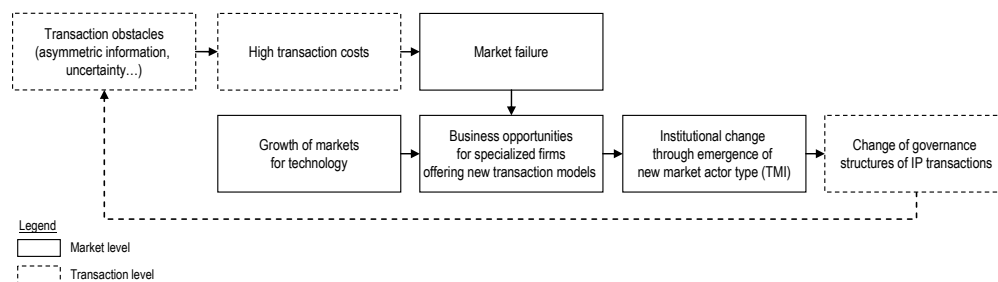 Transaction obstacles
(asymmetric information,
uncertainty…)
High transaction costs
Market failure
Growth of markets
for technology
Business opportunities
for specialized firms
offering new transaction models
Institutional change
through emergence of
new market actor type (TMI)
Change of governance
structures of IP transactions
Legend
Market level
Transaction level